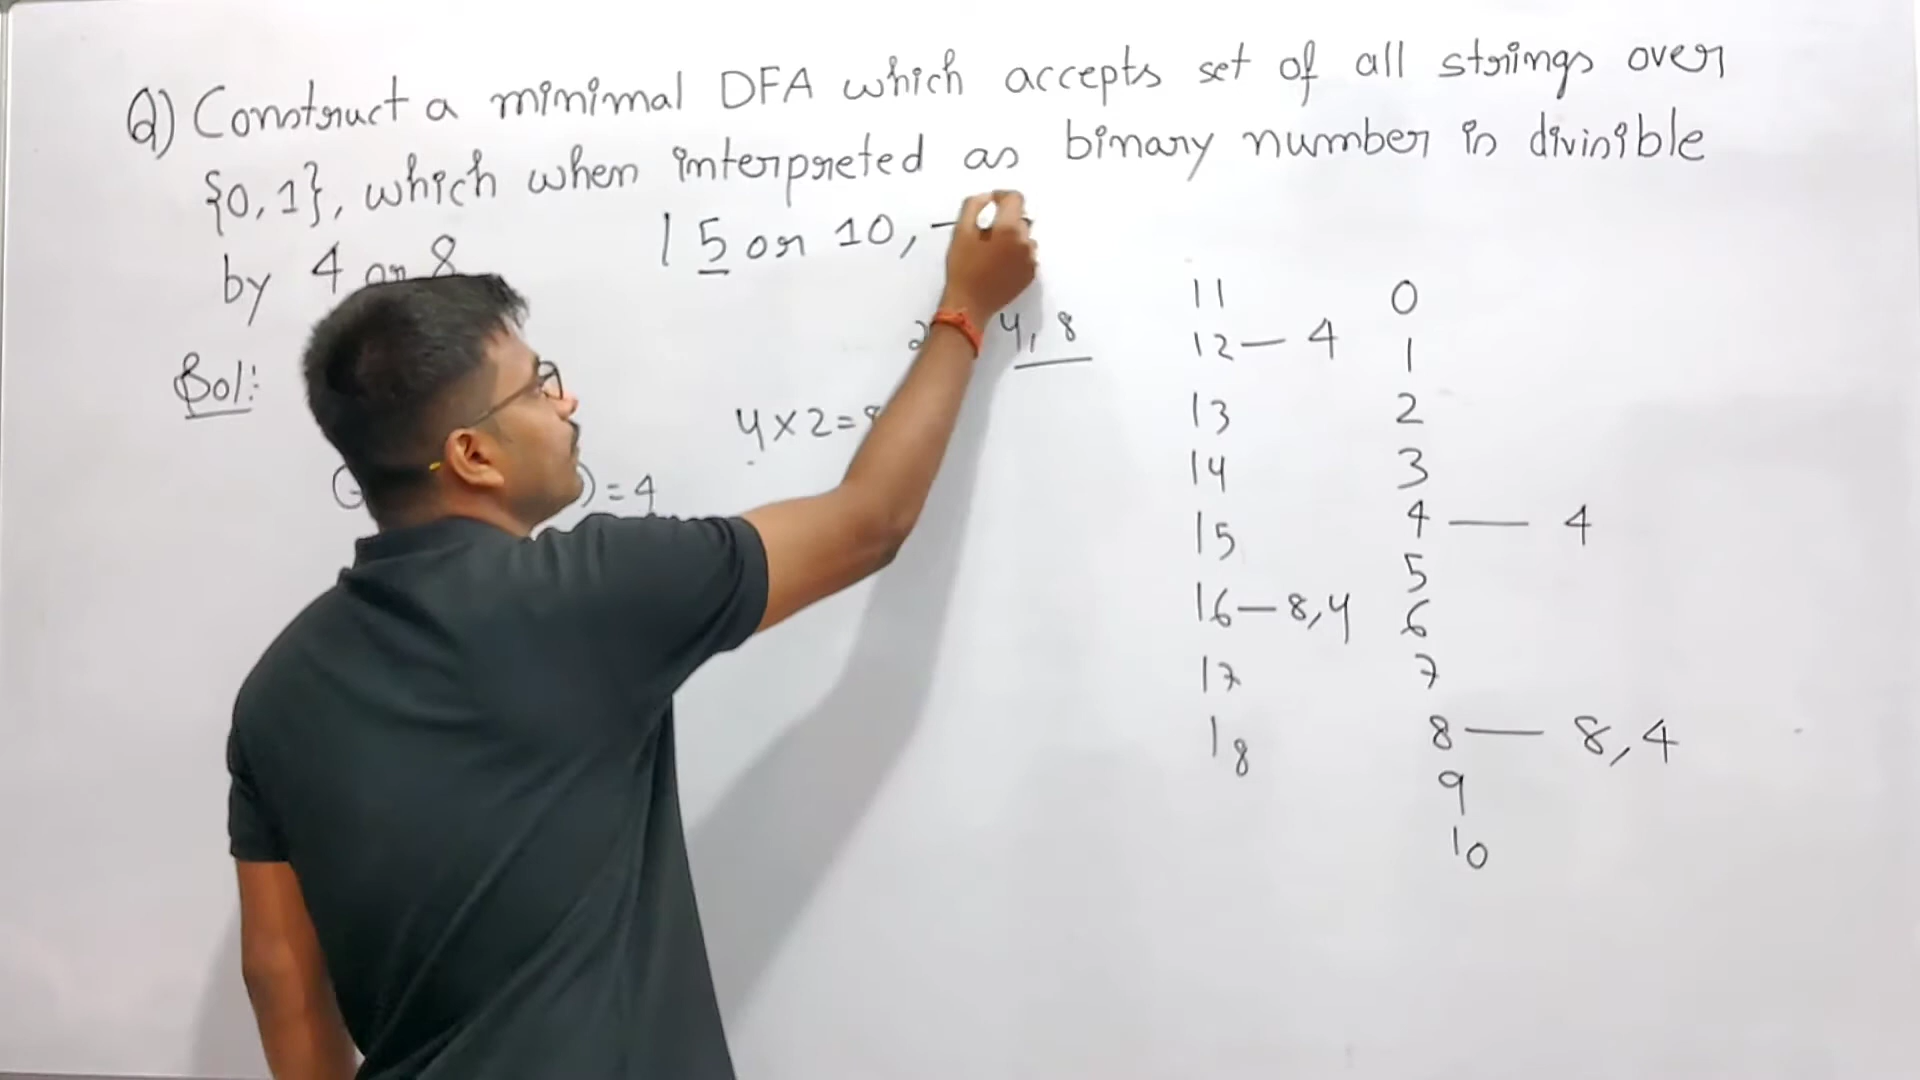 Q) Construct a minimal DFA which accepts set of all strings over
{0,1}, which when interpreted as binary number is divisible
by 4 or 8
| 5 or 10,
Sol:
4, 8
4×2=8
)=4
11
12 — 4
13
14
15
16 — 8,4
17
18
0
1
2
3
4 — 4
5
6
7
8 — 8,4
9
10